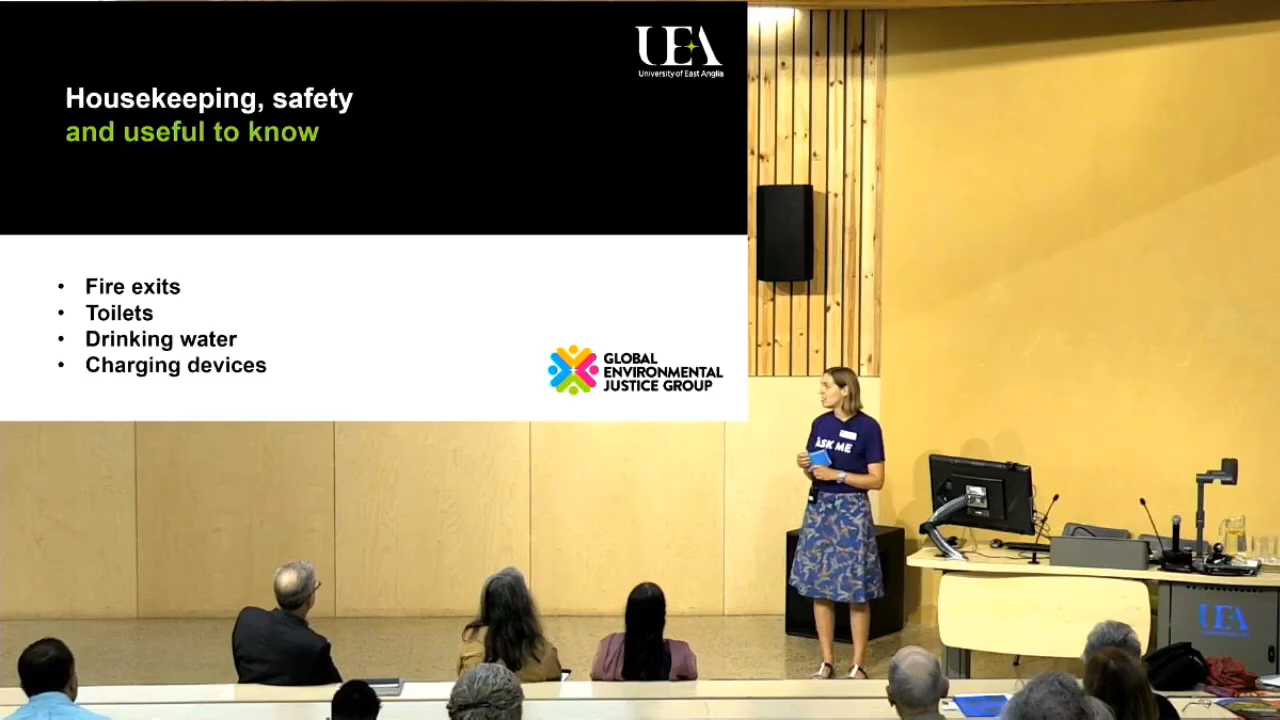 UEA
University of East Anglia
Housekeeping, safety
and useful to know
• Fire exits
• Toilets
• Drinking water
• Charging devices
GLOBAL
ENVIRONMENTAL
JUSTICE GROUP
ASK ME
UEA